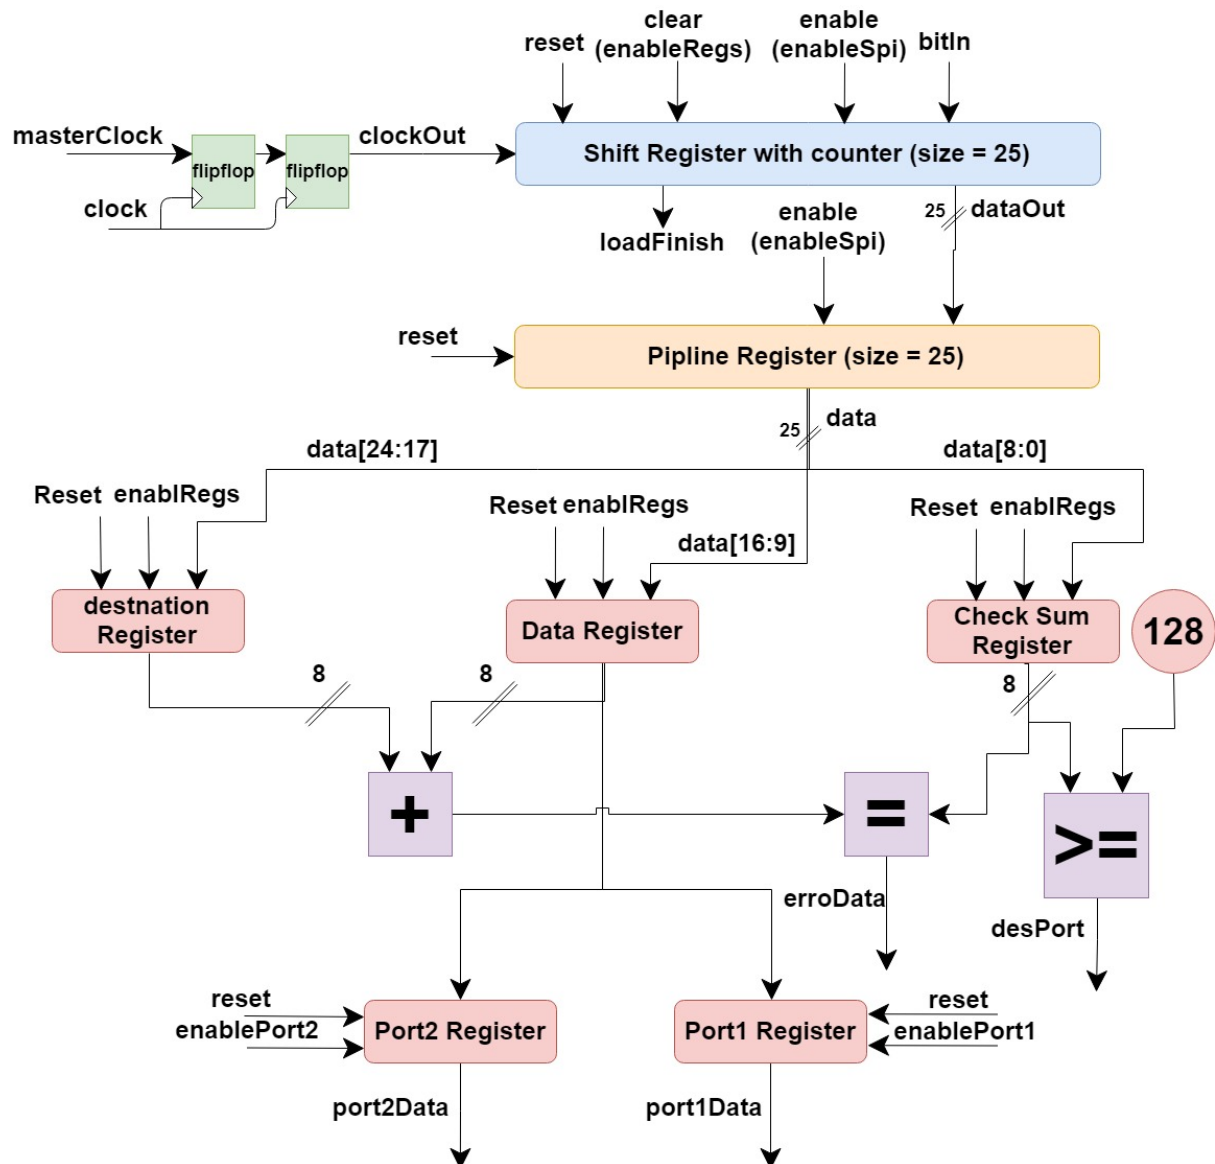 reset
clear
(enableRegs)
enable
(enableSpi)
bitIn
masterClock
flipflop
flipflop
clockOut
clock
Shift Register with counter (size = 25)
loadFinish
enable
(enableSpi)
25
dataOut
reset
Pipline Register (size = 25)
25
data
data[24:17]
data[8:0]
Reset
enablRegs
Reset
enablRegs
Reset
enablRegs
data[16:9]
destnation
Register
Data Register
Check Sum
Register
128
8
8
8
+
=
>=
erroData
desPort
reset
enablePort2
Port2 Register
Port1 Register
reset
enablePort1
port2Data
port1Data